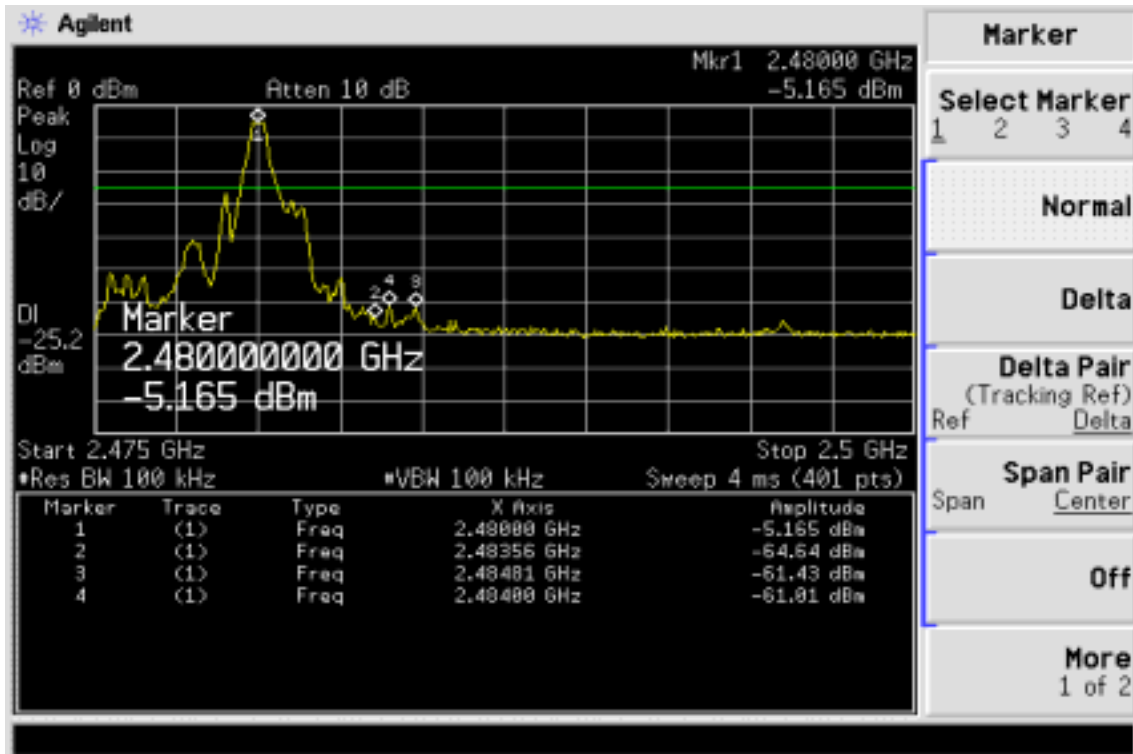 Agilent
Mkr1 2.48000 GHz
Ref 0 dBm Atten 10 dB -5.165 dBm
Peak
Log
10
dB/
1
2 4 3
DI
-25.2
dBm
Marker
2.480000000 GHz
-5.165 dBm
Start 2.475 GHz Stop 2.5 GHz
#Res BW 100 kHz #VBW 100 kHz Sweep 4 ms (401 pts)
Marker Trace Type X Axis Amplitude
1 (1) Freq 2.48000 GHz -5.165 dBm
2 (1) Freq 2.48356 GHz -64.64 dBm
3 (1) Freq 2.48481 GHz -61.43 dBm
4 (1) Freq 2.48400 GHz -61.01 dBm
Marker
Select Marker
1 2 3 4
Normal
Delta
Delta Pair
(Tracking Ref)
Ref Delta
Span Pair
Span Center
Off
More
1 of 2